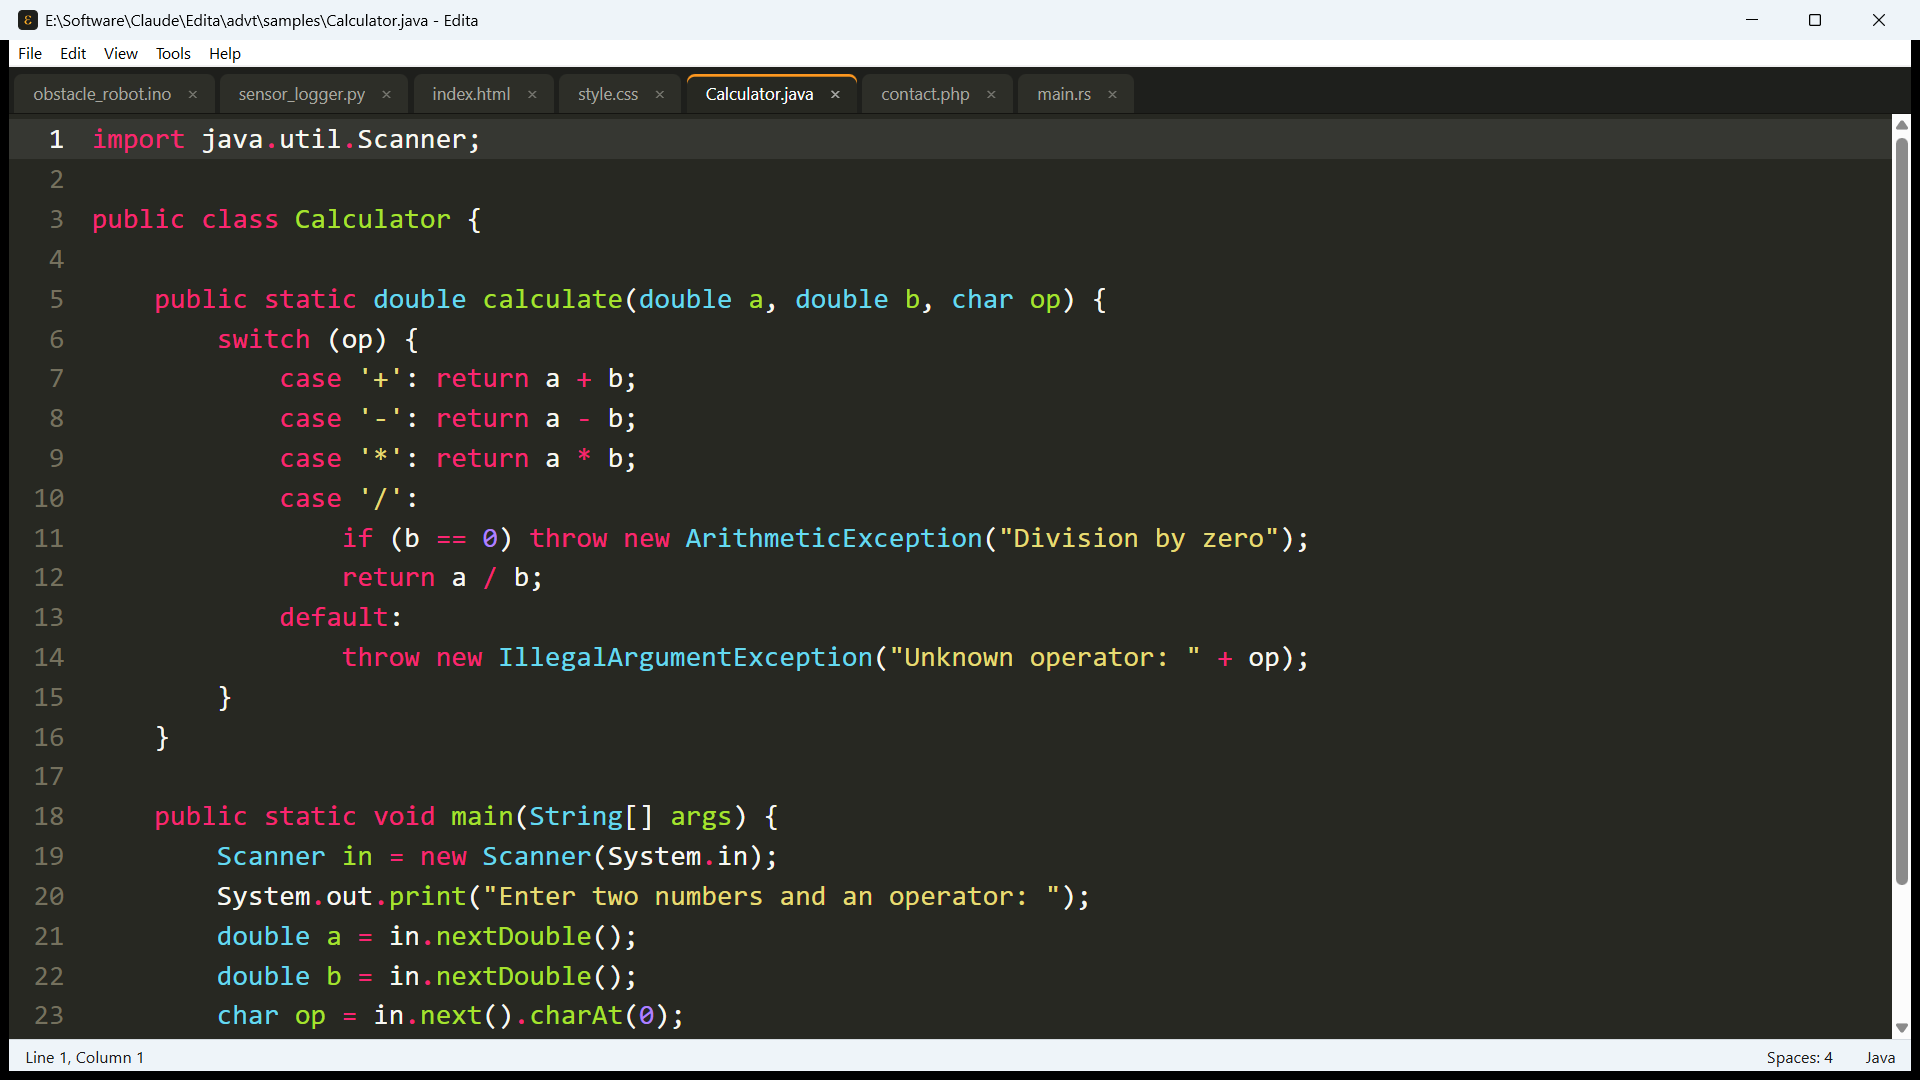 ε E:\Software\Claude\Edita\advt\samples\Calculator.java - Edita
File Edit View Tools Help
obstacle_robot.ino × sensor_logger.py × index.html × style.css × Calculator.java × contact.php × main.rs ×
1 import java.util.Scanner;
2
3 public class Calculator {
4
5     public static double calculate(double a, double b, char op) {
6         switch (op) {
7             case '+': return a + b;
8             case '-': return a - b;
9             case '*': return a * b;
10             case '/':
11                 if (b == 0) throw new ArithmeticException("Division by zero");
12                 return a / b;
13             default:
14                 throw new IllegalArgumentException("Unknown operator: " + op);
15         }
16     }
17
18     public static void main(String[] args) {
19         Scanner in = new Scanner(System.in);
20         System.out.print("Enter two numbers and an operator: ");
21         double a = in.nextDouble();
22         double b = in.nextDouble();
23         char op = in.next().charAt(0);
Line 1, Column 1 Spaces: 4 Java